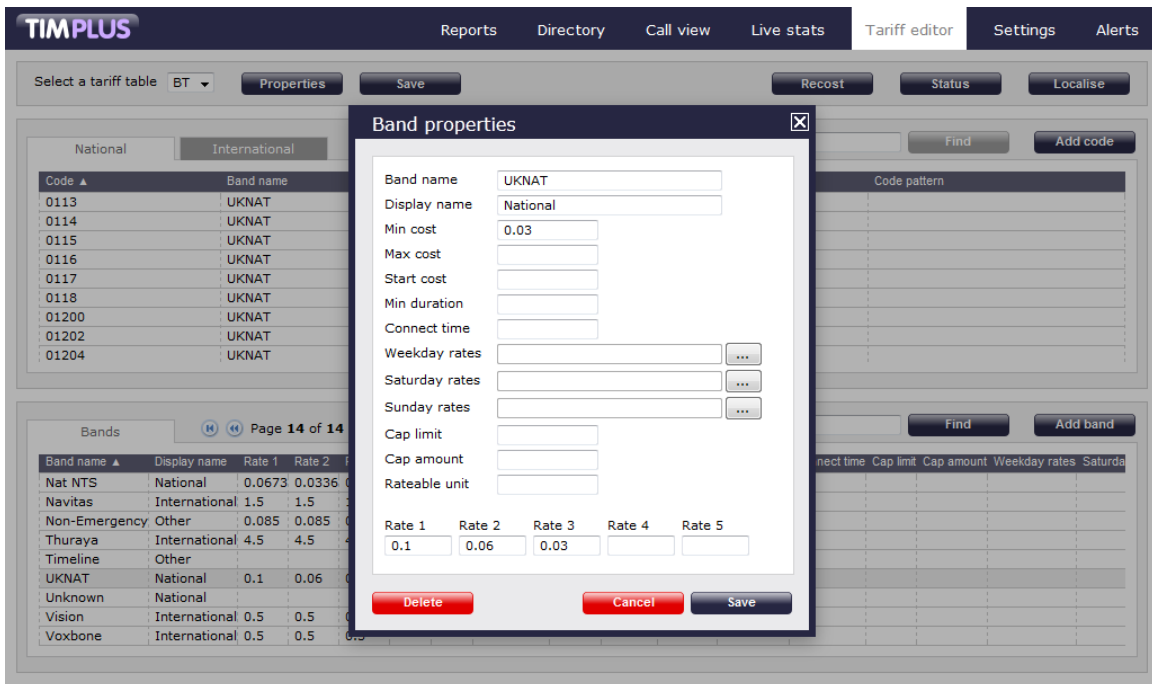 TIMPLUS Reports Directory Call view Live stats Tariff editor Settings Alerts
Select a tariff table BT Properties Save Recost Status Localise
National International Find Add code
Code Band name Code pattern
0113 UKNAT
0114 UKNAT
0115 UKNAT
0116 UKNAT
0117 UKNAT
0118 UKNAT
01200 UKNAT
01202 UKNAT
01204 UKNAT
Bands Page 14 of 14 Find Add band
Band name Display name Rate 1 Rate 2 time Cap limit Cap amount Weekday rates
Nat NTS National 0.0673 0.0336
Navitas International 1.5 1.5
Non-Emergency Other 0.085 0.085
Thuraya International 4.5 4.5
Timeline Other
UKNAT National 0.1 0.06
Unknown National
Vision International 0.5 0.5
Voxbone International 0.5 0.5
Band properties
Band name UKNAT
Display name National
Min cost 0.03
Max cost
Start cost
Min duration
Connect time
Weekday rates ...
Saturday rates ...
Sunday rates ...
Cap limit
Cap amount
Rateable unit
Rate 1 Rate 2 Rate 3 Rate 4 Rate 5
0.1 0.06 0.03
Delete Cancel Save